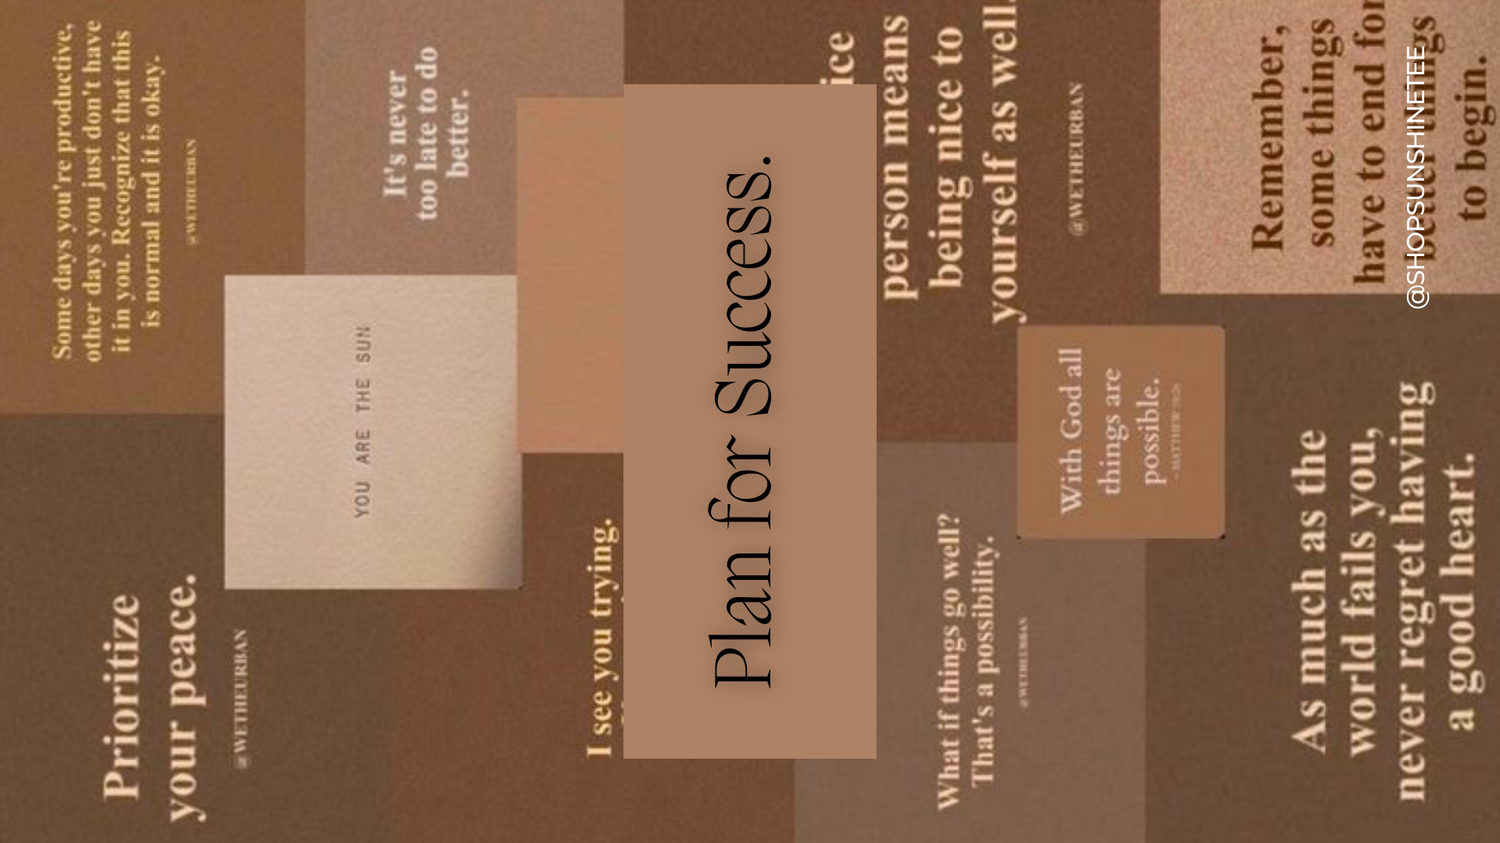 Some days you're productive,
other days you just don't have
it in you. Recognize that this
is normal and it is okay.
@WETHEURBAN
It's never
too late to do
better.
YOU ARE THE SUN
Prioritize
your peace.
@WETHEURBAN
I see you trying.
Plan for Success.
person means
being nice to
yourself as well.
@WETHEURBAN
What if things go well?
That's a possibility.
@WETHEURBAN
With God all
things are
possible.
Remember,
some things
have to end for
better things
to begin.
@SHOPSUNSHINETEE
As much as the
world fails you,
never regret having
a good heart.